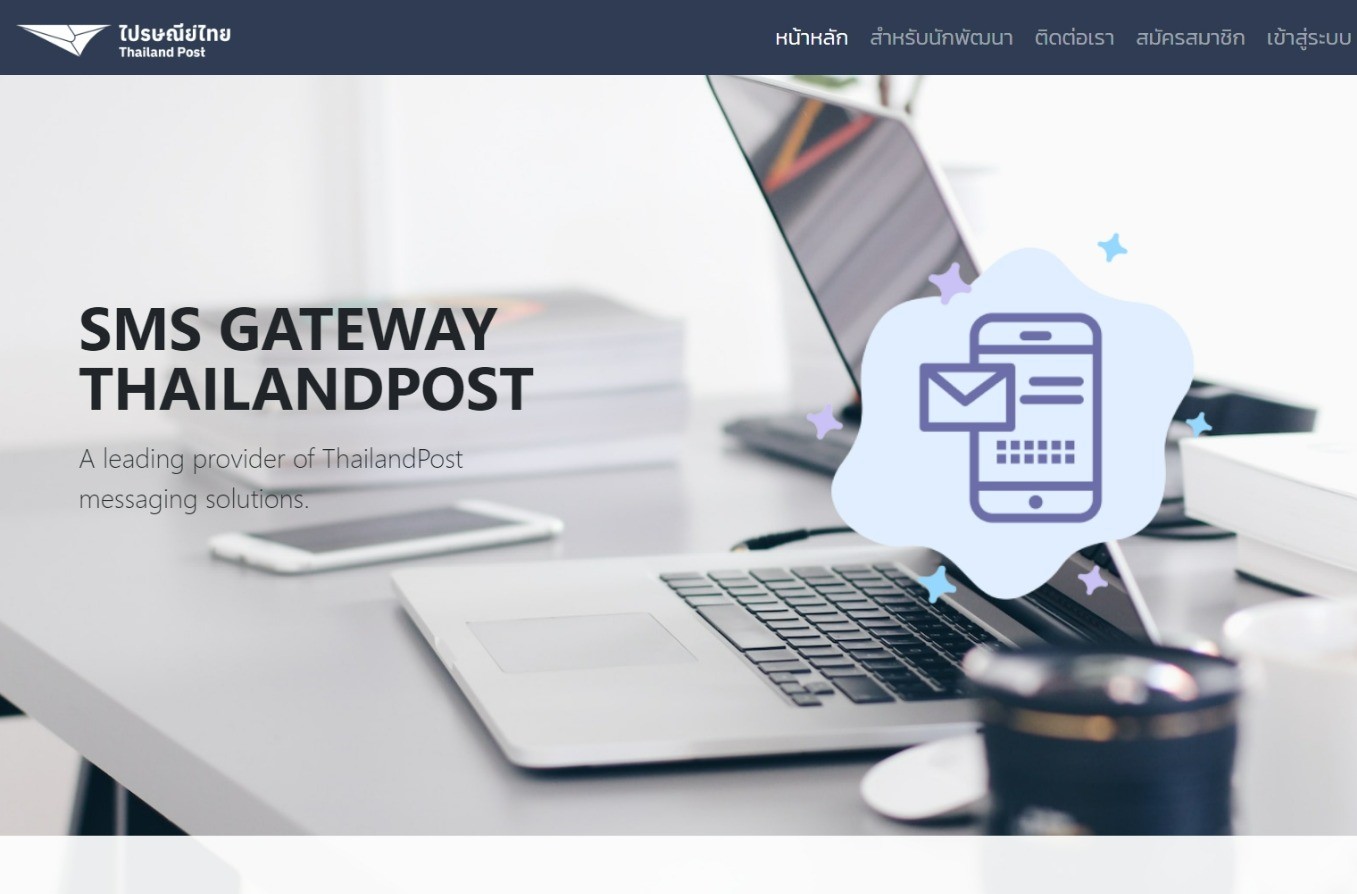 ไปรษณีย์ไทย
Thailand Post
หน้าหลัก สำหรับนักพัฒนา ติดต่อเรา สมัครสมาชิก เข้าสู่ระบบ
SMS GATEWAY
THAILANDPOST
A leading provider of ThailandPost
messaging solutions.